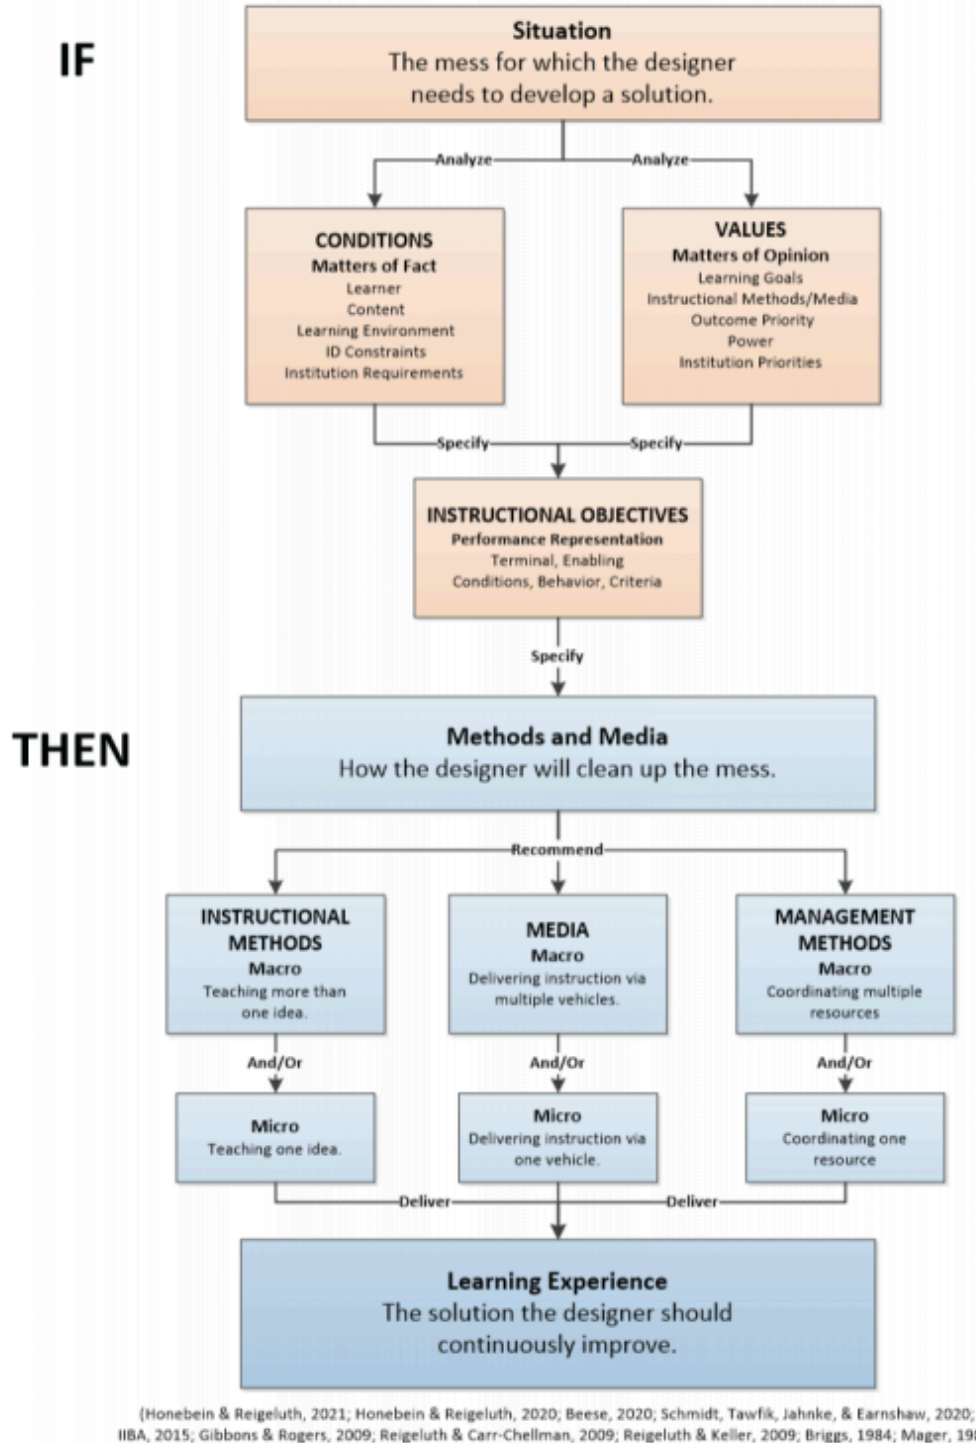 IF
Situation
The mess for which the designer
needs to develop a solution.
Analyze
Analyze
CONDITIONS
Matters of Fact
Learner
Content
Learning Environment
ID Constraints
Institution Requirements
VALUES
Matters of Opinion
Learning Goals
Instructional Methods/Media
Outcome Priority
Power
Institution Priorities
Specify
Specify
INSTRUCTIONAL OBJECTIVES
Performance Representation
Terminal, Enabling
Conditions, Behavior, Criteria
Specify
THEN
Methods and Media
How the designer will clean up the mess.
Recommend
INSTRUCTIONAL
METHODS
Macro
Teaching more than
one idea.
MEDIA
Macro
Delivering instruction via
multiple vehicles.
MANAGEMENT
METHODS
Macro
Coordinating multiple
resources
And/Or
And/Or
And/Or
Micro
Teaching one idea.
Micro
Delivering instruction via
one vehicle.
Micro
Coordinating one
resource
Deliver
Deliver
Learning Experience
The solution the designer should
continuously improve.
(Honebein & Reigeluth, 2021; Honebein & Reigeluth, 2020; Beese, 2020; Schmidt, Tawfik, Jahnke, & Earnshaw, 2020;
IIBA, 2015; Gibbons & Rogers, 2009; Reigeluth & Carr-Chellman, 2009; Reigeluth & Keller, 2009; Briggs, 1984; Mager,